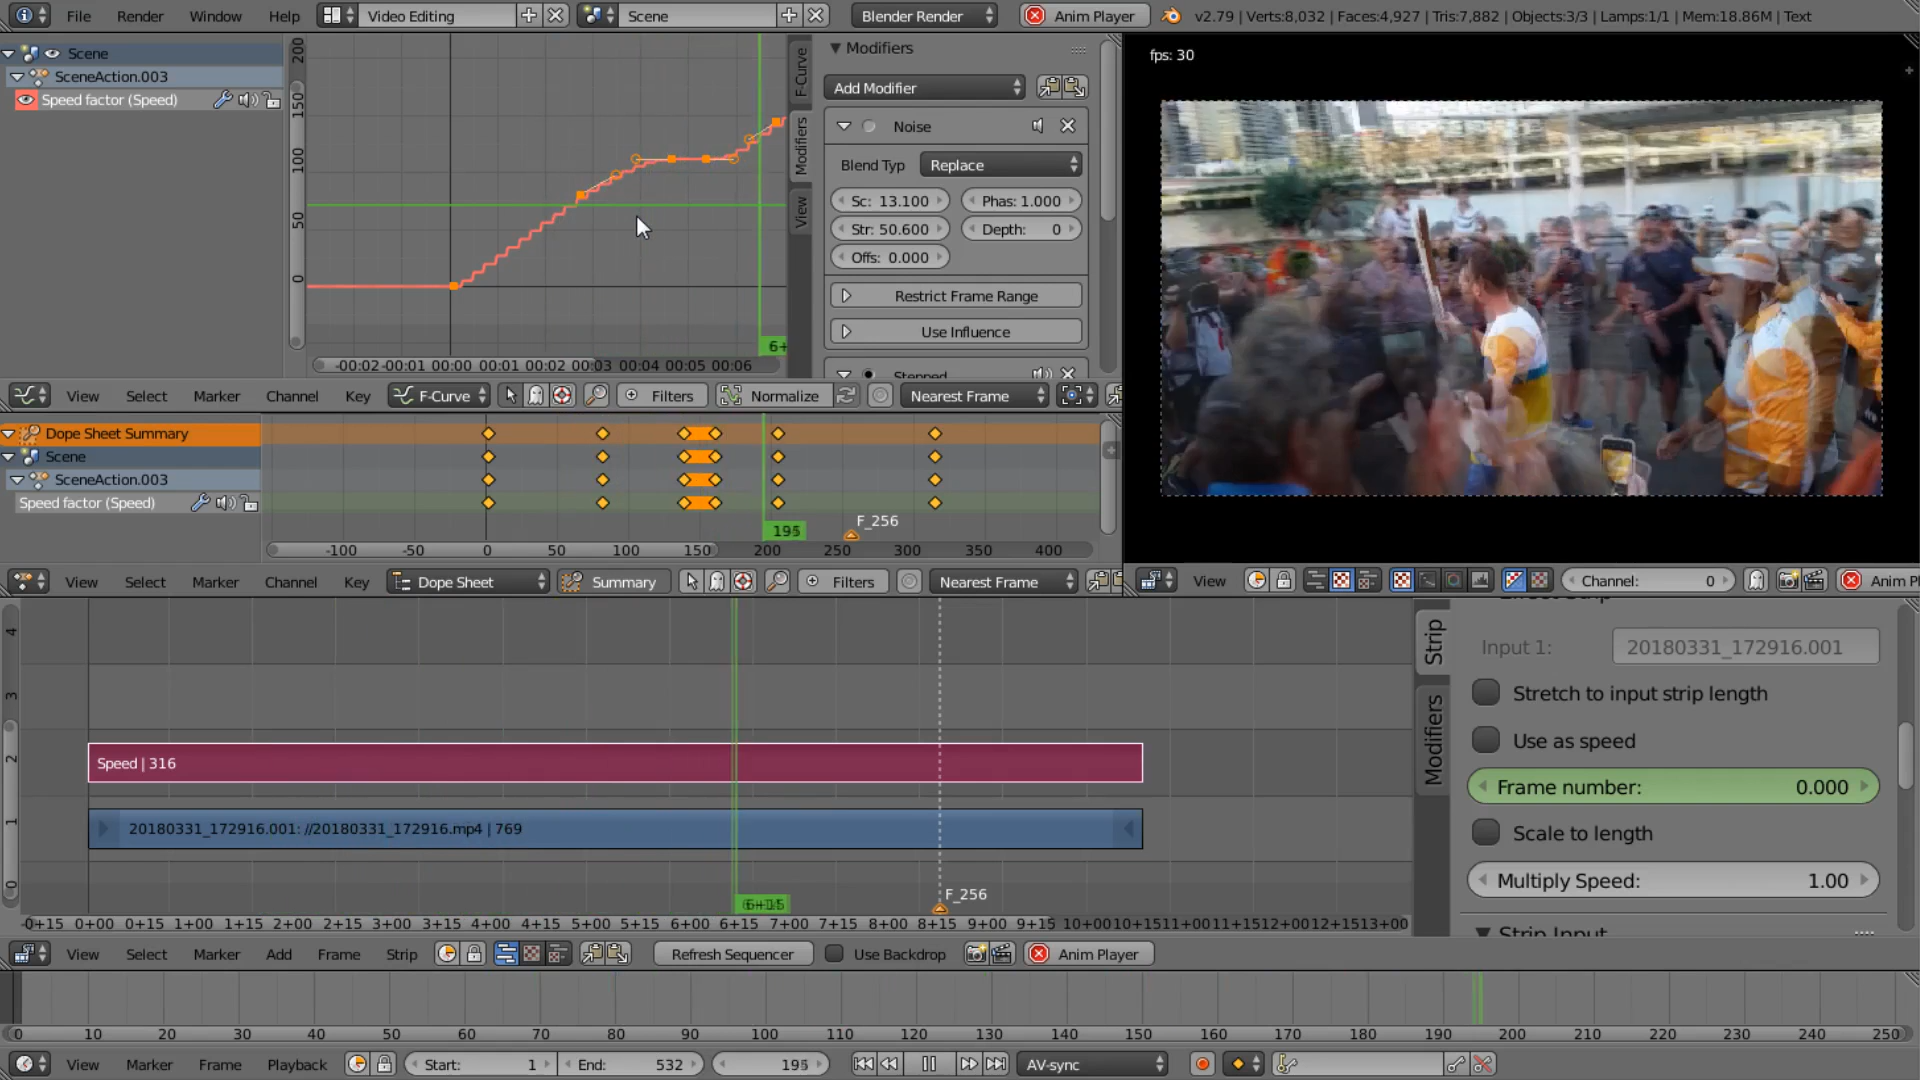 File Render Window Help Video Editing Scene Blender Render Anim Player v2.79 | Verts:8,032 | Faces:4,927 | Tris:7,882 | Objects:3/3 | Lamps:1/1 | Mem:18.86M | Text
Scene
SceneAction.003
Speed factor (Speed)
200
150
100
50
0
-00:02 -00:01 00:00 00:01 00:02 00:03 00:04 00:05 00:06
6+
F-Curve
Modifiers
View
Modifiers
Add Modifier
Noise
Blend Typ Replace
Sc: 13.100 Phas: 1.000
Str: 50.600 Depth: 0
Offs: 0.000
Restrict Frame Range
Use Influence
Stepped
fps: 30
View Select Marker Channel Key F-Curve Filters Normalize Nearest Frame
Dope Sheet Summary
Scene
SceneAction.003
Speed factor (Speed)
195
F_256
-100 -50 0 50 100 150 200 250 300 350 400
View Select Marker Channel Key Dope Sheet Summary Filters Nearest Frame
View Channel: 0 Anim P
4
3
2
1
0
Speed | 316
20180331_172916.001: //20180331_172916.mp4 | 769
F_256
-0+15 0+00 0+15 1+00 1+15 2+00 2+15 3+00 3+15 4+00 4+15 5+00 5+15 6+00 6+15 7+00 7+15 8+00 8+15 9+00 9+15 10+00 10+15 11+00 11+15 12+00 12+15 13+00
Strip
Modifiers
Input 1: 20180331_172916.001
Stretch to input strip length
Use as speed
Frame number: 0.000
Scale to length
Multiply Speed: 1.00
Strip Input
View Select Marker Add Frame Strip Refresh Sequencer Use Backdrop Anim Player
0 10 20 30 40 50 60 70 80 90 100 110 120 130 140 150 160 170 180 190 200 210 220 230 240 250
View Marker Frame Playback Start: 1 End: 532 195 AV-sync